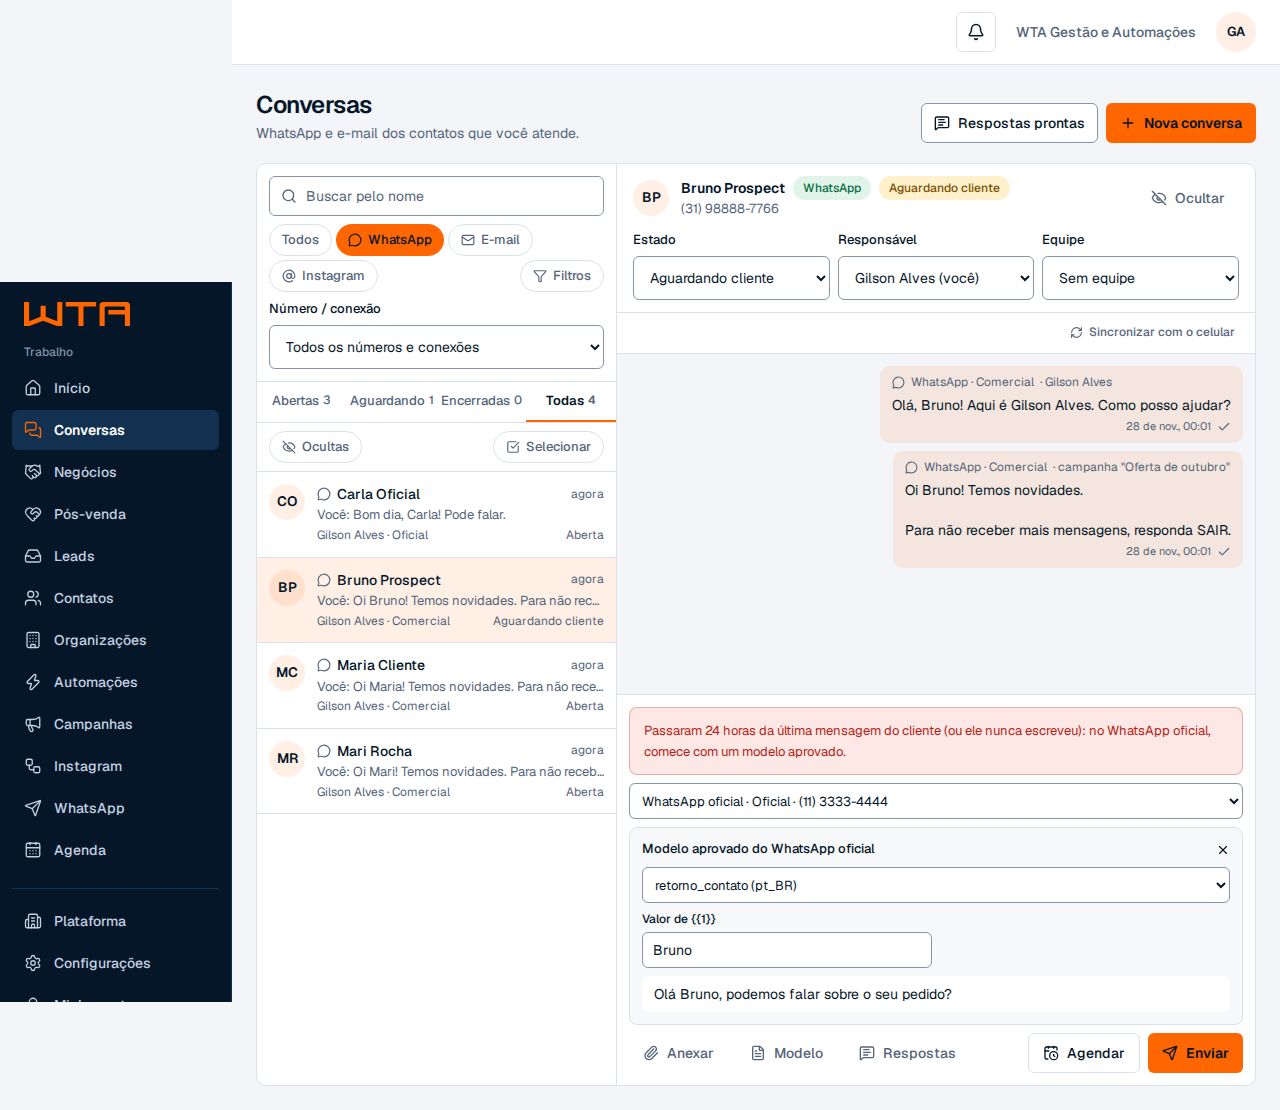 WTA Gestão e Automações
GA
Conversas
WhatsApp e e-mail dos contatos que você atende.
Respostas prontas
Nova conversa
WTA
Trabalho
Início
Conversas
Negócios
Pós-venda
Leads
Contatos
Organizações
Automações
Campanhas
Instagram
WhatsApp
Agenda
Plataforma
Configurações
Buscar pelo nome
Todos
WhatsApp
E-mail
Instagram
Filtros
Número / conexão
Todos os números e conexões
Abertas 3
Aguardando 1
Encerradas 0
Todas 4
Ocultas
Selecionar
CO
Carla Oficial
agora
Você: Bom dia, Carla! Pode falar.
Gilson Alves · Oficial
Aberta
BP
Bruno Prospect
agora
Você: Oi Bruno! Temos novidades. Para não rec...
Gilson Alves · Comercial
Aguardando cliente
MC
Maria Cliente
agora
Você: Oi Maria! Temos novidades. Para não rece...
Gilson Alves · Comercial
Aberta
MR
Mari Rocha
agora
Você: Oi Mari! Temos novidades. Para não receb...
Gilson Alves · Comercial
Aberta
BP
Bruno Prospect
WhatsApp
Aguardando cliente
(31) 98888-7766
Ocultar
Estado
Responsável
Equipe
Aguardando cliente
Gilson Alves (você)
Sem equipe
Sincronizar com o celular
WhatsApp · Comercial · Gilson Alves
Olá, Bruno! Aqui é Gilson Alves. Como posso ajudar?
28 de nov., 00:01
WhatsApp · Comercial · campanha "Oferta de outubro"
Oi Bruno! Temos novidades.
Para não receber mais mensagens, responda SAIR.
28 de nov., 00:01
Passaram 24 horas da última mensagem do cliente (ou ele nunca escreveu): no WhatsApp oficial,
comece com um modelo aprovado.
WhatsApp oficial · Oficial · (11) 3333-4444
Modelo aprovado do WhatsApp oficial
retorno_contato (pt_BR)
Valor de {{1}}
Bruno
Olá Bruno, podemos falar sobre o seu pedido?
Anexar
Modelo
Respostas
Agendar
Enviar